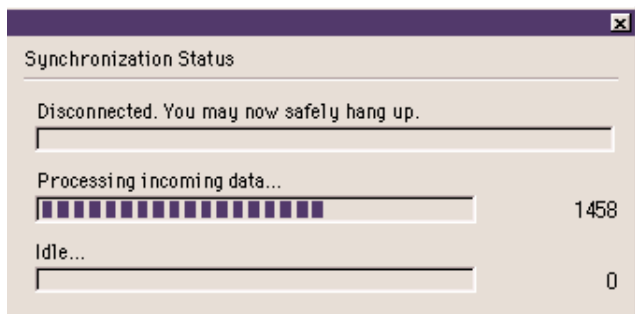 Synchronization Status
Disconnected. You may now safely hang up.
Processing incoming data...
1458
Idle...
0